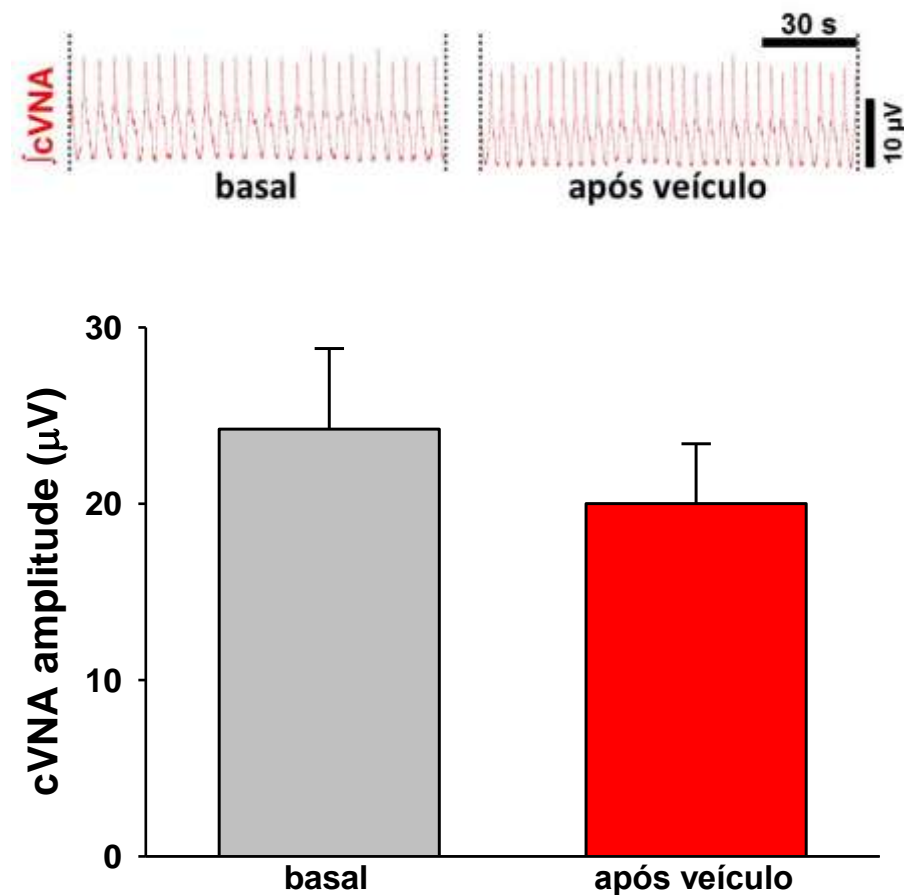 30 s
∫cVNA
10 µV
basal
após veículo
30
20
10
0
cVNA amplitude (µV)
basal
após veículo